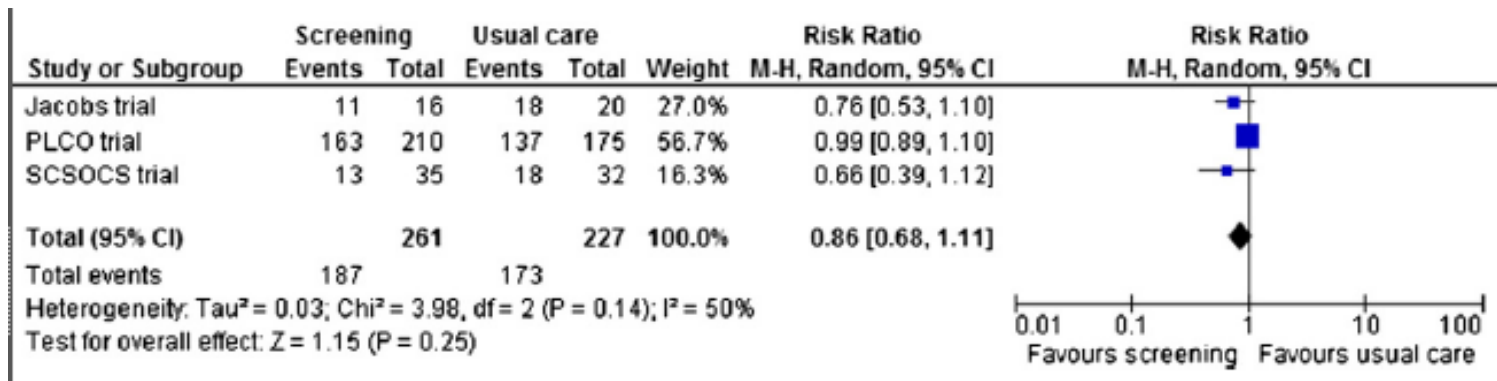 Screening Usual care Risk Ratio Risk Ratio
Study or Subgroup Events Total Events Total Weight M-H, Random, 95% CI M-H, Random, 95% CI
Jacobs trial 11 16 18 20 27.0% 0.76 [0.53, 1.10]
PLCO trial 163 210 137 175 56.7% 0.99 [0.89, 1.10]
SCSOCS trial 13 35 18 32 16.3% 0.66 [0.39, 1.12]
Total (95% CI) 261 227 100.0% 0.86 [0.68, 1.11]
Total events 187 173
Heterogeneity: Tau² = 0.03; Chi² = 3.98, df = 2 (P = 0.14); I² = 50%
Test for overall effect: Z = 1.15 (P = 0.25)
0.01 0.1 1 10 100
Favours screening Favours usual care